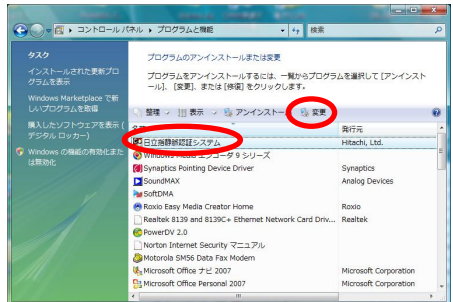 コントロール パネル ▸ プログラムと機能
検索
タスク
インストールされた更新プロ
グラムを表示
Windows Marketplace で新
しいプログラムを取得
購入したソフトウェアを表示 (
デジタル ロッカー)
Windows の機能の有効化また
は無効化
プログラムのアンインストールまたは変更
プログラムをアンインストールするには、一覧からプログラムを選択して [アンインスト
ール]、[変更]、または [修復] をクリックします。
整理 表示 アンインストール 変更
名前 発行元
日立指静脈認証システム Hitachi, Ltd.
Windows Media エンコーダ 9 シリーズ
Synaptics Pointing Device Driver Synaptics
SoundMAX Analog Devices
SoftDMA
Roxio Easy Media Creator Home Roxio
Realtek 8139 and 8139C+ Ethernet Network Card Driv... Realtek
PowerDV 2.0
Norton Internet Security マニュアル
Motorola SM56 Data Fax Modem
Microsoft Office ナビ 2007 Microsoft Corporation
Microsoft Office Personal 2007 Microsoft Corporation